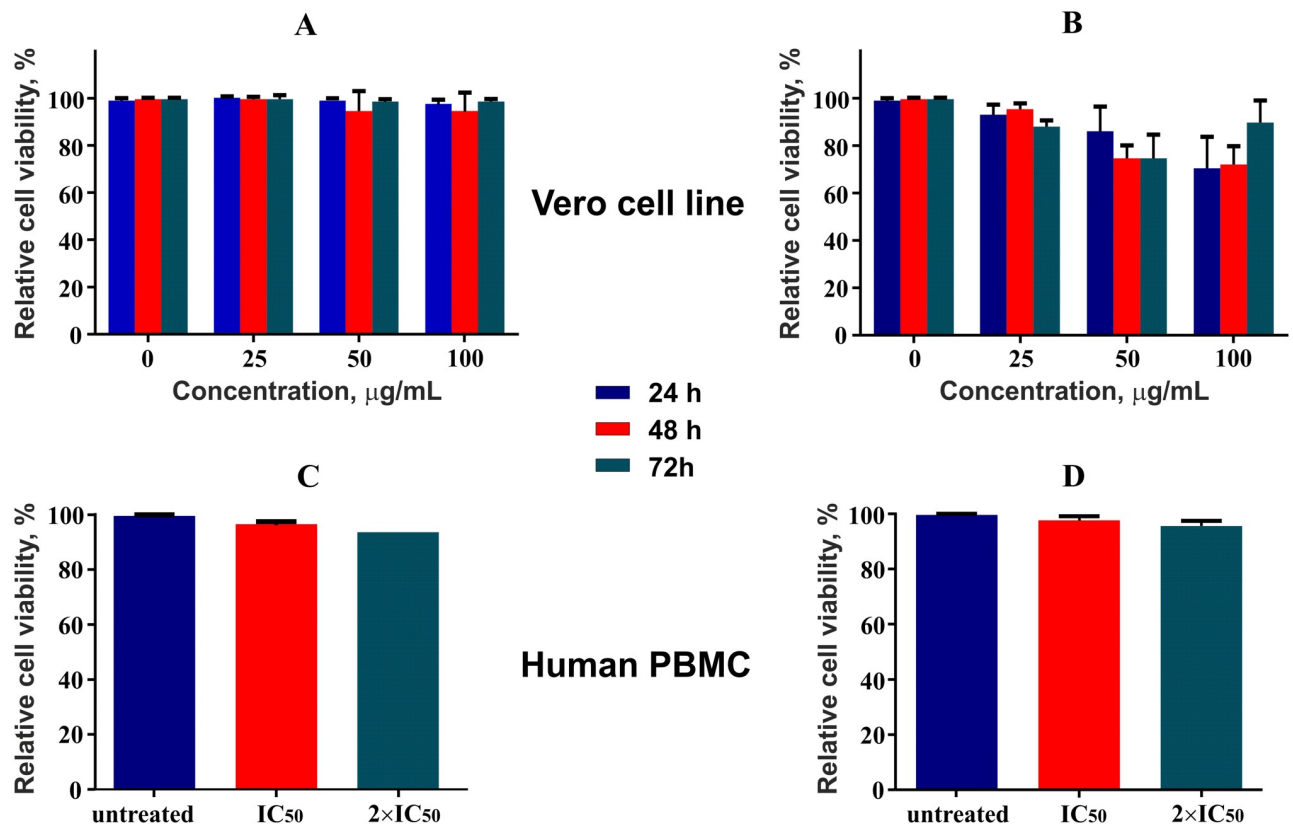 A
Relative cell viability, %
100
80
60
40
20
0
0 25 50 100
Concentration, μg/mL
B
Relative cell viability, %
100
80
60
40
20
0
0 25 50 100
Concentration, μg/mL
Vero cell line
24 h
48 h
72h
C
Relative cell viability, %
100
80
60
40
20
0
untreated IC50 2×IC50
D
Relative cell viability, %
100
80
60
40
20
0
untreated IC50 2×IC50
Human PBMC